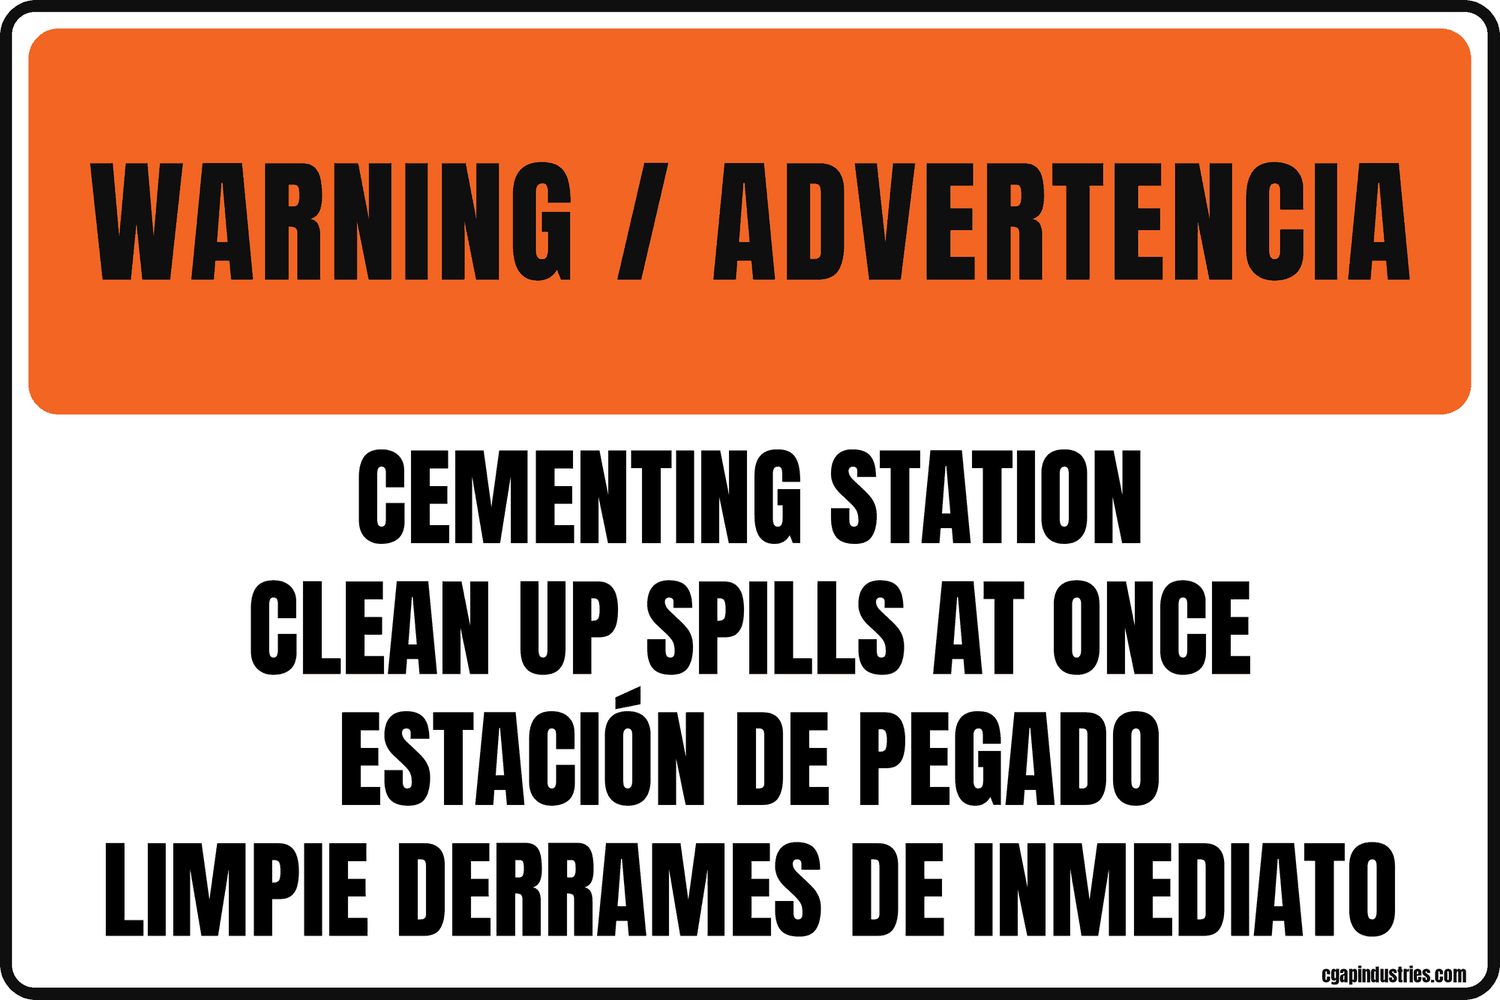 WARNING / ADVERTENCIA
CEMENTING STATION
CLEAN UP SPILLS AT ONCE
ESTACIÓN DE PEGADO
LIMPIE DERRAMES DE INMEDIATO
cgapindustries.com